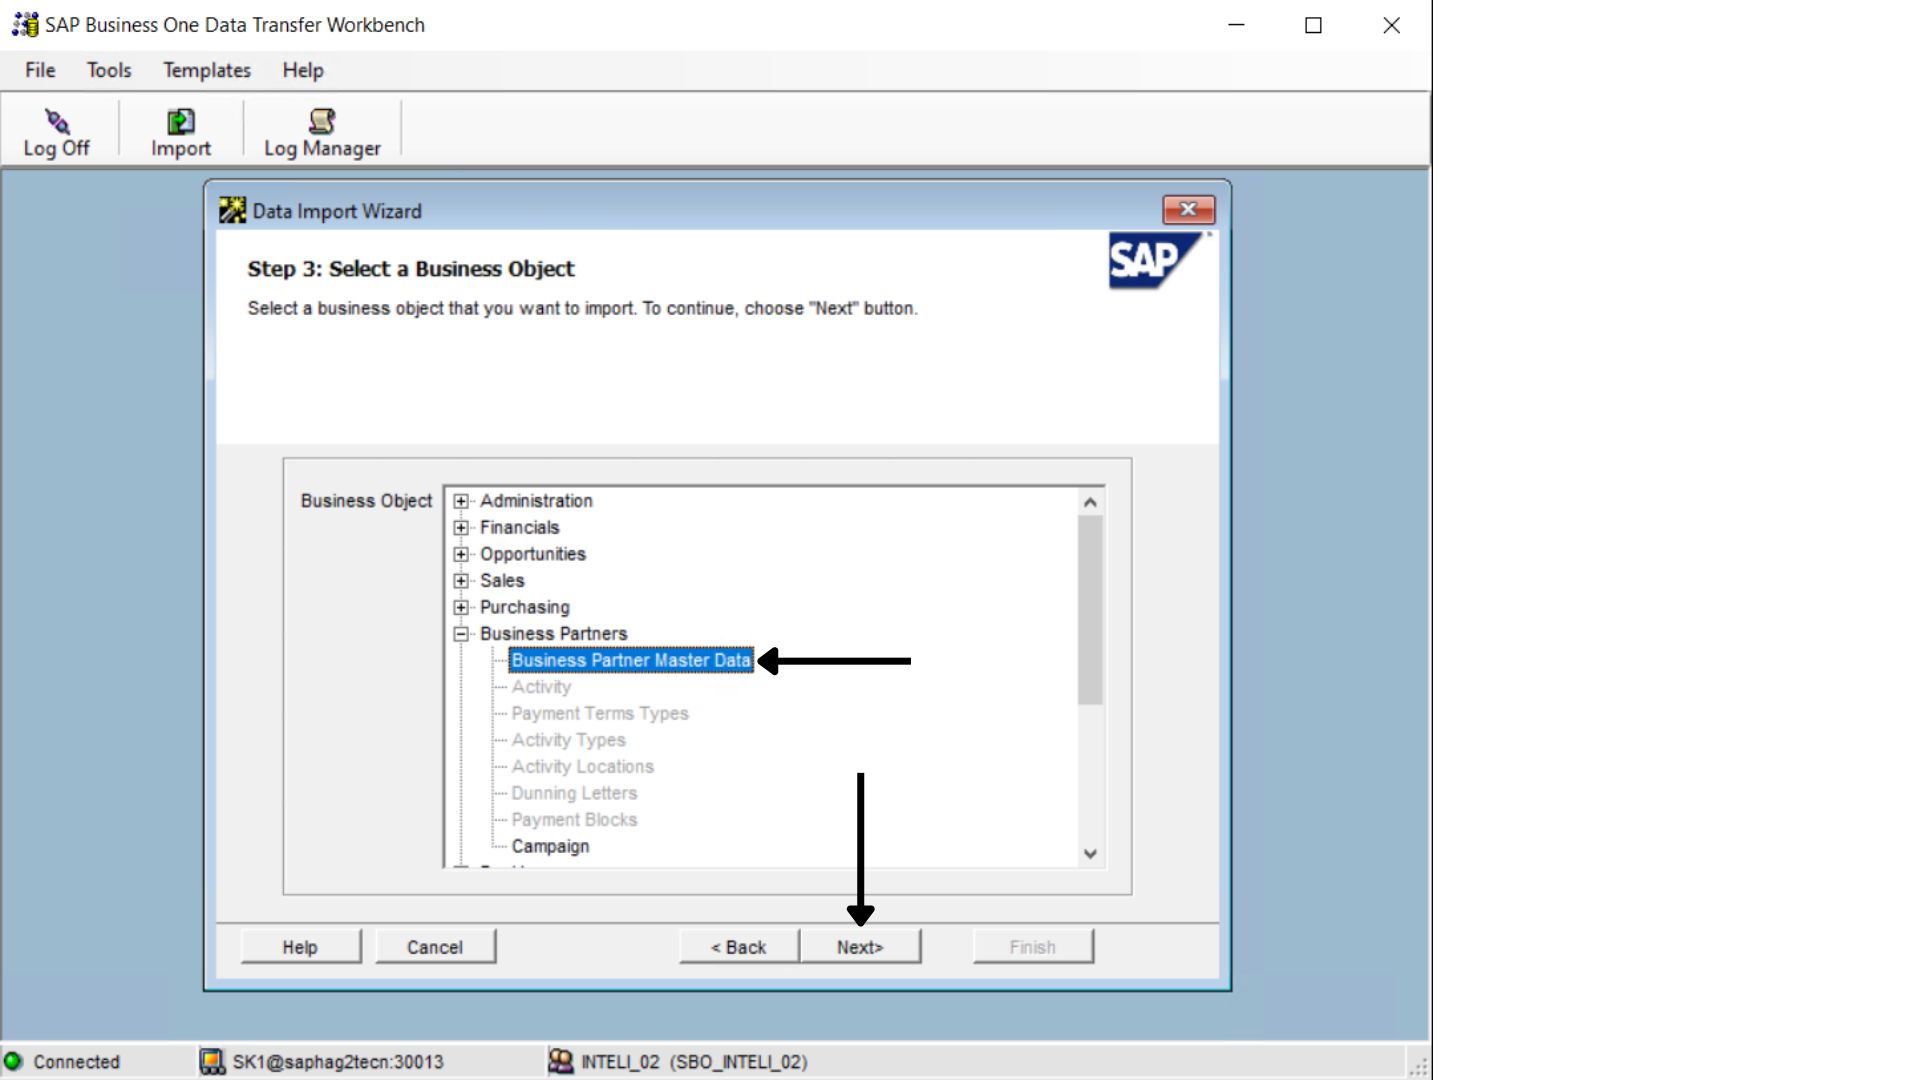 SAP Business One Data Transfer Workbench
File Tools Templates Help
Log Off Import Log Manager
Data Import Wizard
SAP
Step 3: Select a Business Object
Select a business object that you want to import. To continue, choose "Next" button.
Business Object
Administration
Financials
Opportunities
Sales
Purchasing
Business Partners
Business Partner Master Data
Activity
Payment Terms Types
Activity Types
Activity Locations
Dunning Letters
Payment Blocks
Campaign
Help Cancel < Back Next> Finish
Connected SK1@saphag2tecn:30013 INTELI_02 (SBO_INTELI_02)